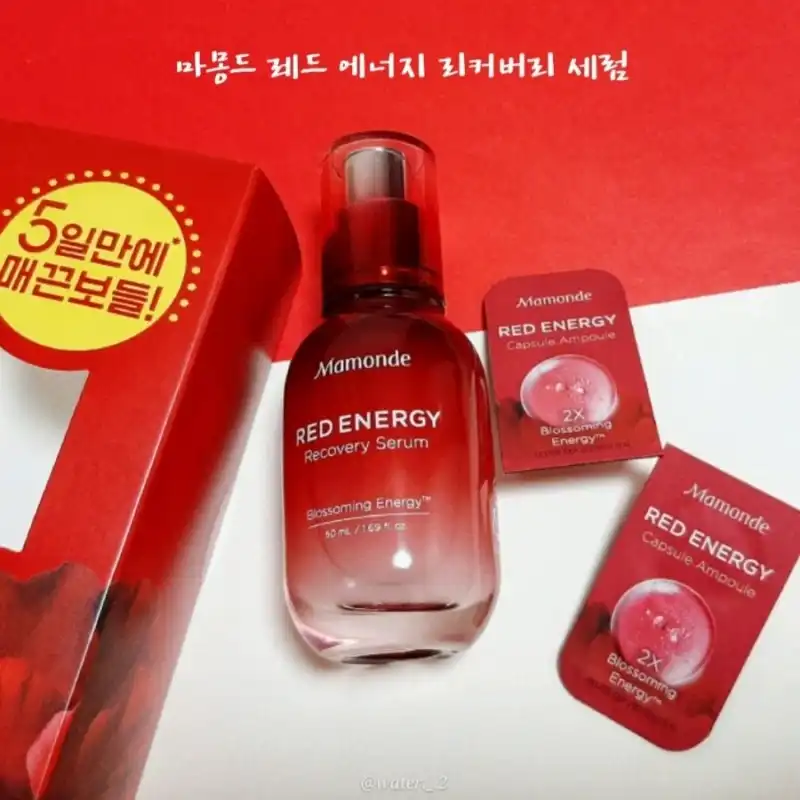 마몽드 레드 에너지 리커버리 세럼
5일만에*
매끈보들!
Mamonde
RED ENERGY
Recovery Serum
Blossoming Energy™
50 mL / 1.69 fl. oz.
Mamonde
RED ENERGY
Capsule Ampoule
2X
Blossoming
Energy™
Mamonde
RED ENERGY
Capsule Ampoule
2X
Blossoming
Energy™
@water_2